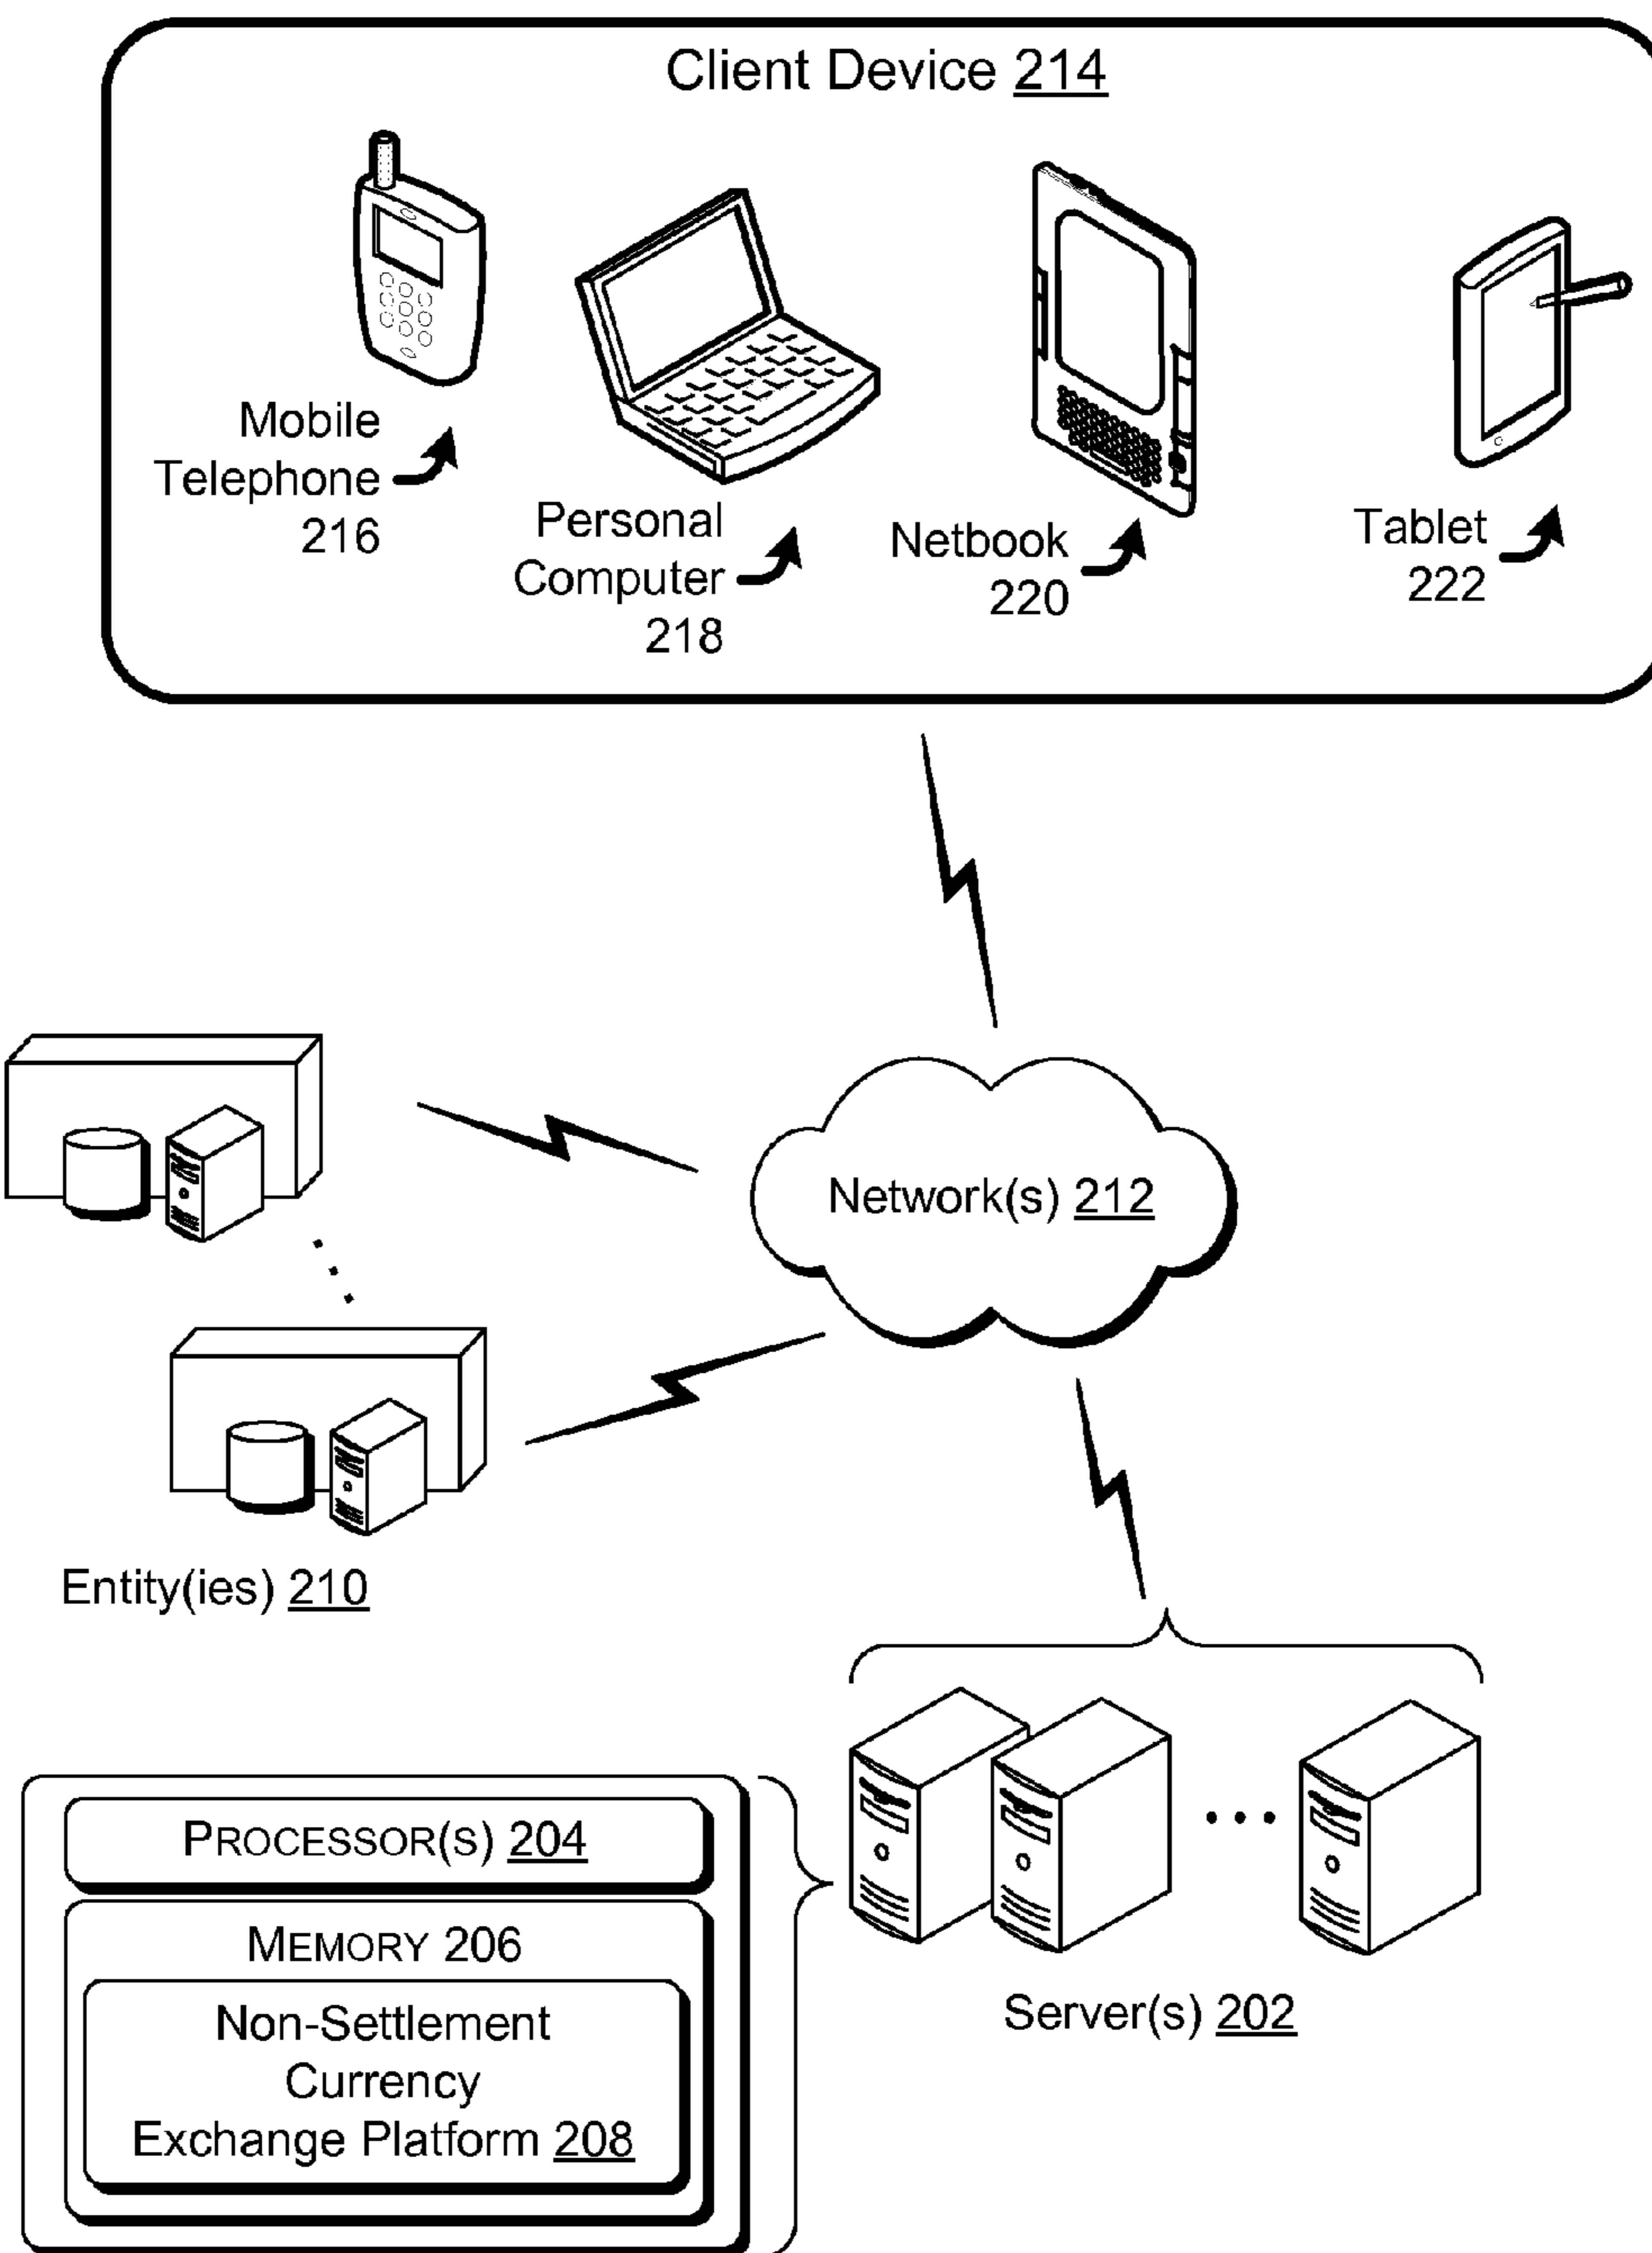 Client Device 214
Mobile
Telephone
216
Personal
Computer
218
Netbook
220
Tablet
222
Network(s) 212
Entity(ies) 210
PROCESSOR(S) 204
MEMORY 206
Non-Settlement
Currency
Exchange Platform 208
Server(s) 202